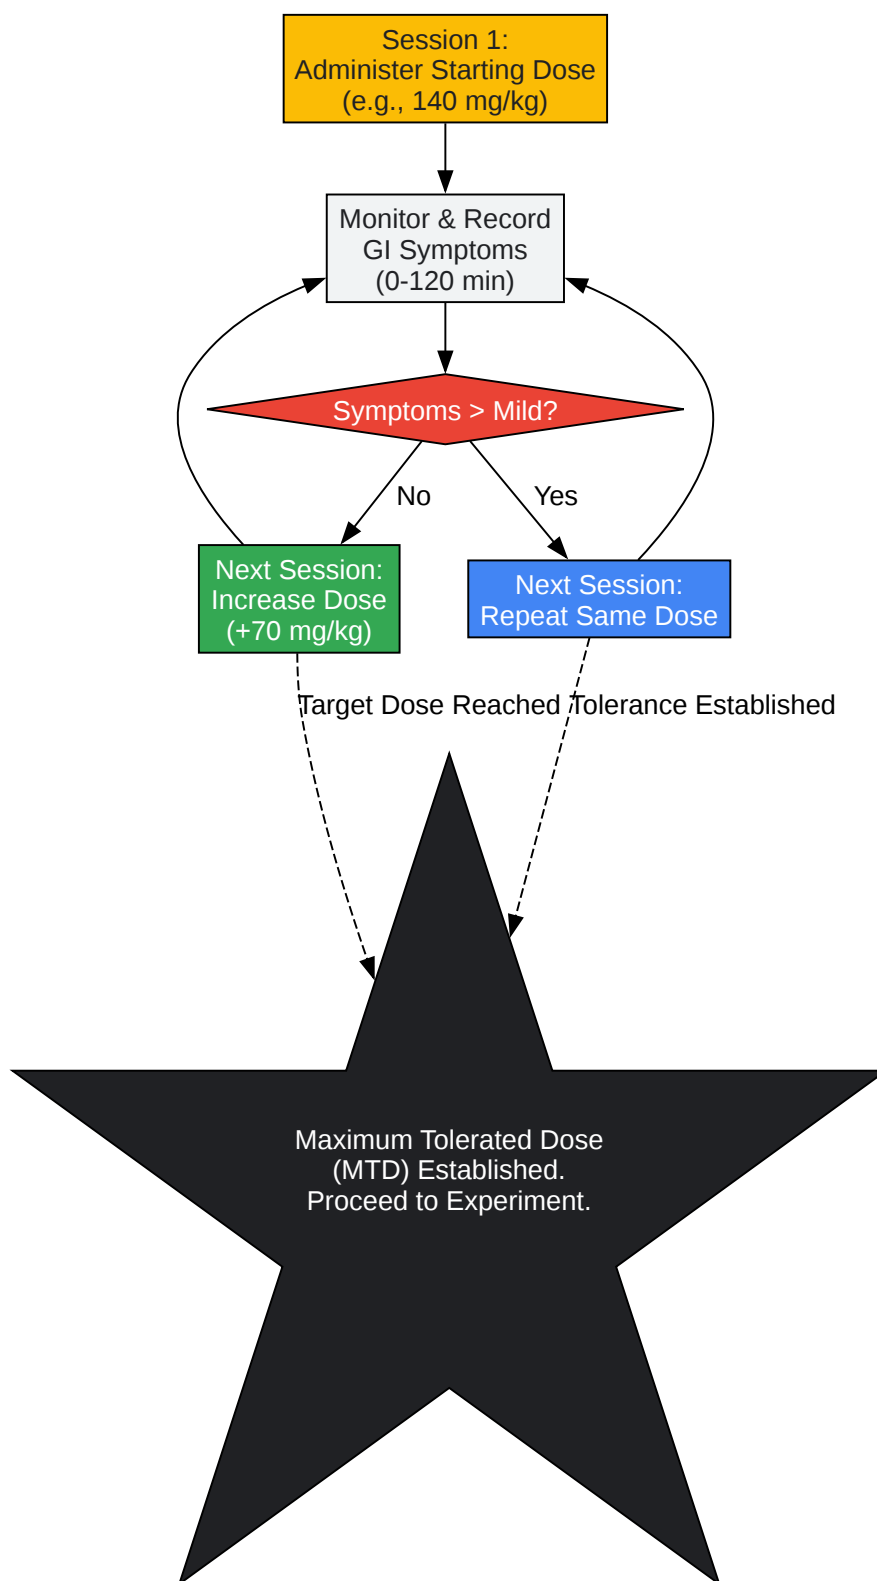 Session 1:
Administer Starting Dose
(e.g., 140 mg/kg)
Monitor & Record
GI Symptoms
(0-120 min)
Symptoms > Mild?
No
Yes
Next Session:
Increase Dose
(+70 mg/kg)
Next Session:
Repeat Same Dose
Target Dose Reached
Tolerance Established
Maximum Tolerated Dose
(MTD) Established.
Proceed to Experiment.